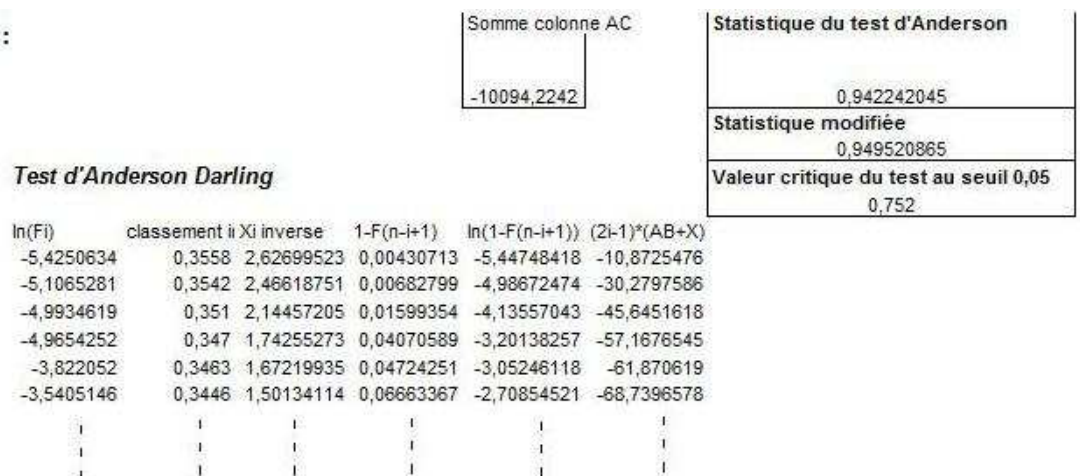 :
Somme colonne AC
-10094,2242
Statistique du test d'Anderson
0,942242045
Statistique modifiée
0,949520865
Valeur critique du test au seuil 0,05
0,752
Test d'Anderson Darling
ln(Fi) classement ii Xi inverse 1-F(n-i+1) ln(1-F(n-i+1)) (2i-1)*(AB+X)
-5,4250634 0,3558 2,62699523 0,00430713 -5,44748418 -10,8725476
-5,1065281 0,3542 2,46618751 0,00682799 -4,98672474 -30,2797586
-4,9934619 0,351 2,14457205 0,01599354 -4,13557043 -45,6451618
-4,9654252 0,347 1,74255273 0,04070589 -3,20138257 -57,1676545
-3,822052 0,3463 1,67219935 0,04724251 -3,05246118 -61,870619
-3,5405146 0,3446 1,50134114 0,06663367 -2,70854521 -68,7396578